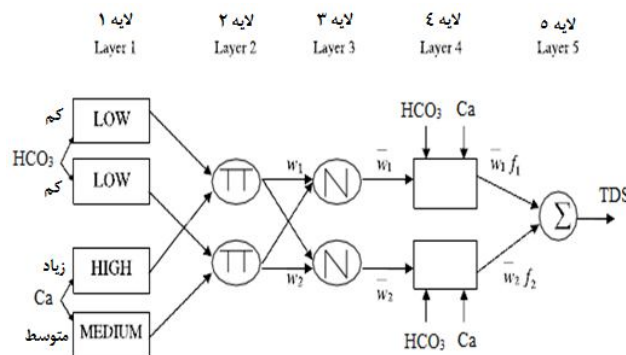 لایه ۱ لایه ۲ لایه ۳ لایه ٤ لایه ٥
Layer 1 Layer 2 Layer 3 Layer 4 Layer 5
HCO₃ Ca
کم LOW
HCO₃
کم LOW
∏ w₁ N w̅₁ w̅₁ f₁
TDS
Σ
زیاد HIGH
Ca
متوسط MEDIUM
∏ w₂ N w̅₂ w̅₂ f₂
HCO₃ Ca